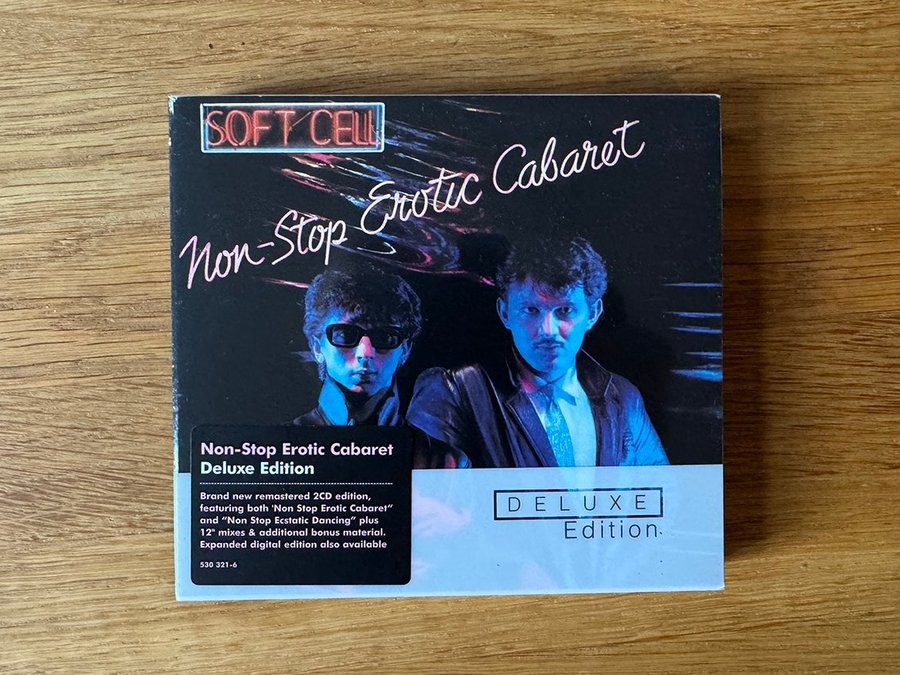 SOFT CELL
Non-Stop Erotic Cabaret
Non-Stop Erotic Cabaret
Deluxe Edition
Brand new remastered 2CD edition,
featuring both 'Non Stop Erotic Cabaret"
and "Non Stop Ecstatic Dancing" plus
12" mixes & additional bonus material.
Expanded digital edition also available
530 321-6
DELUXE
Edition